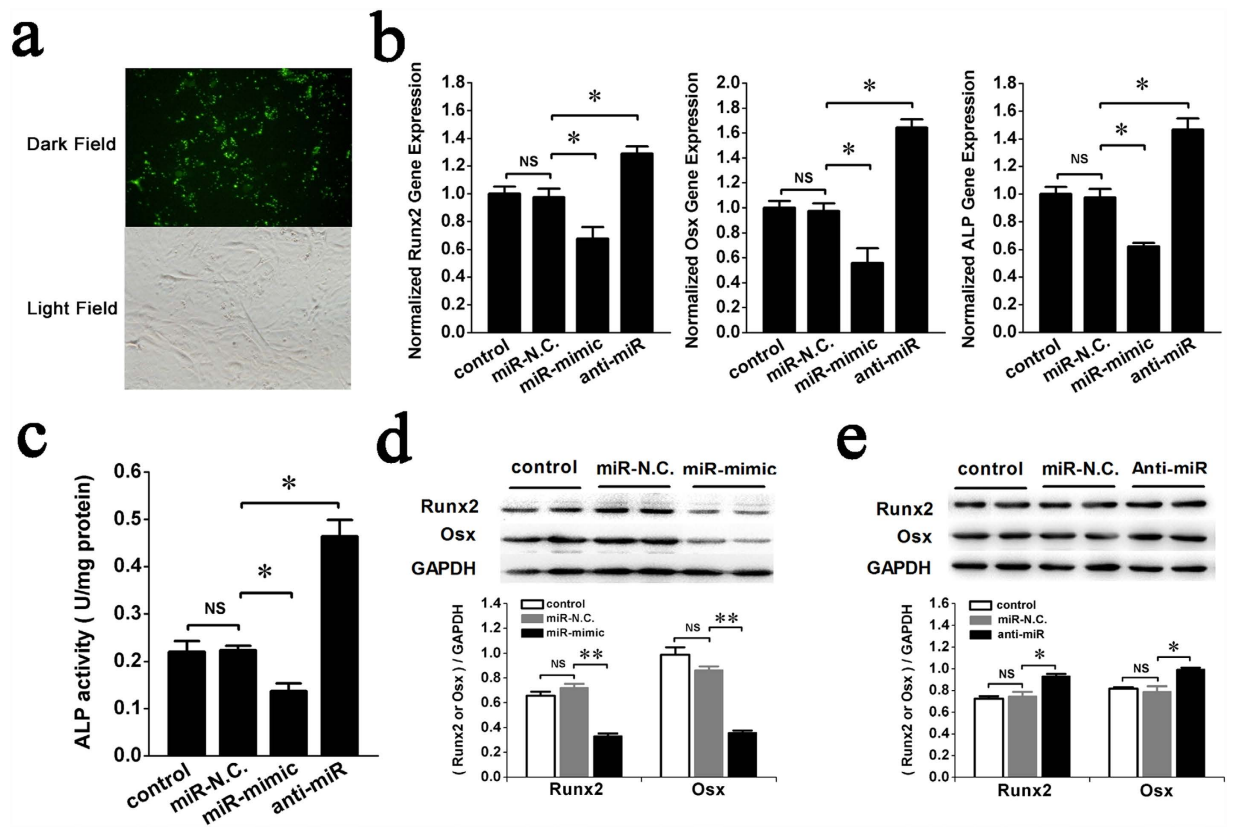 a
Dark Field
Light Field
b
Normalized Runx2 Gene Expression
1.8
1.6
1.4
1.2
1.0
0.8
0.6
0.4
0.2
0.0
NS
*
*
control
miR-N.C.
miR-mimic
anti-miR
Normalized Osx Gene Expression
2.0
1.8
1.6
1.4
1.2
1.0
0.8
0.6
0.4
0.2
0.0
NS
*
*
control
miR-N.C.
miR-mimic
anti-miR
Normalized ALP Gene Expression
1.8
1.6
1.4
1.2
1.0
0.8
0.6
0.4
0.2
0.0
NS
*
*
control
miR-N.C.
miR-mimic
anti-miR
c
ALP activity ( U/mg protein)
0.6
0.5
0.4
0.3
0.2
0.1
0.0
NS
*
*
control
miR-N.C.
miR-mimic
anti-miR
d
control miR-N.C. miR-mimic
Runx2
Osx
GAPDH
( Runx2 or Osx ) / GAPDH
1.4
1.2
1.0
0.8
0.6
0.4
0.2
0.0
control
miR-N.C.
miR-mimic
NS
**
NS
**
Runx2 Osx
e
control miR-N.C. Anti-miR
Runx2
Osx
GAPDH
( Runx2 or Osx ) / GAPDH
1.6
1.4
1.2
1.0
0.8
0.6
0.4
0.2
0.0
control
miR-N.C.
anti-miR
NS
*
NS
*
Runx2 Osx